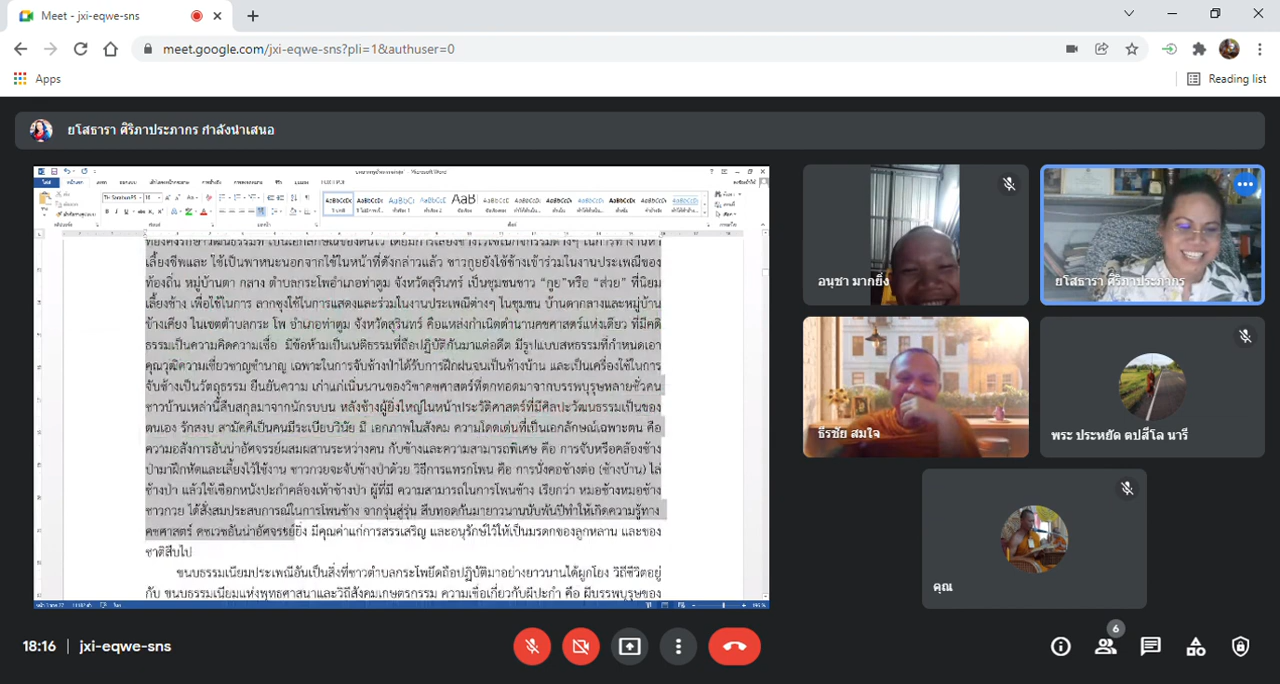 Meet - jxi-eqwe-sns
meet.google.com/jxi-eqwe-sns?pli=1&authuser=0
Apps
Reading list
ยโสธารา ศิริภาประภากร กำลังนำเสนอ
เลี้ยงชีพและ ใช้เป็นพาหนะนอกจากใช้ในหน้าที่ดังกล่าวแล้ว ชาวกูยยังใช้ช้างเข้าร่วมในงานประเพณีของ
ท้องถิ่น หมู่บ้านตา กลาง ตำบลกระโพอำเภอท่าตูม จังหวัดสุรินทร์ เป็นชุมชนชาว “กูย”หรือ “ส่วย” ที่นิยม
เลี้ยงช้าง เพื่อใช้ในการ ลากซุงใช้ในการแสดงและร่วมในงานประเพณีต่างๆ ในชุมชน บ้านตากลางและหมู่บ้าน
ข้างเคียง ในเขตตำบลกระ โพ อำเภอท่าตูม จังหวัดสุรินทร์ คือแหล่งกำเนิดตำนานคชศาสตร์แห่งเดียว ที่มีคติ
ธรรมเป็นความคิดความเชื่อ มีข้อห้ามเป็นเนติธรรมที่ถือปฏิบัติกันมาแต่อดีต มีรูปแบบสหธรรมที่กำหนดเอา
คุณวุฒิความเชี่ยวชาญชำนาญ เฉพาะในการจับช้างป่าได้รับการฝึกฝนจนเป็นช้างบ้าน และเป็นเครื่องใช้ในการ
จับช้างเป็นวัตถุธรรม ยืนยันความ เก่าแก่เนิ่นนานของวิชาคชศาสตร์ที่ตกทอดมาจากบรรพบุรุษหลายชั่วคน
ชาวบ้านเหล่านี้สืบสกุลมาจากนักรบบน หลังช้างผู้ยิ่งใหญ่ในหน้าประวัติศาสตร์ที่มีศิลปะวัฒนธรรมเป็นของ
ตนเอง รักสงบ สามัคคีเป็นคนมีระเบียบวินัย มี เอกภาพในสังคม ความโดดเด่นที่เป็นเอกลักษณ์เฉพาะตน คือ
ความอลังการอันน่าอัศจรรย์ผสมผสานระหว่างคน กับช้างและความสามารถพิเศษ คือ การจับหรือคล้องช้าง
ป่ามาฝึกหัดและเลี้ยงไว้ใช้งาน ชาวกวยจะจับช้างป่าด้วย วิธีการแทรกโพน คือ การนั่งคอช้างต่อ (ช้างบ้าน) ไล่
ช้างป่า แล้วใช้เชือกหนังปะกำคล้องเท้าช้างป่า ผู้ที่มี ความสามารถในการโพนช้าง เรียกว่า หมอช้างหมอช้าง
ชาวกวย ได้สั่งสมประสบการณ์ในการโพนช้าง จากรุ่นสู่รุ่น สืบทอดกันมายาวนานนับพันปีทำให้เกิดความรู้ทาง
คชศาสตร์ คชเวชอันน่าอัศจรรย์ยิ่ง มีคุณค่าแก่การสรรเสริญ และอนุรักษ์ไว้ให้เป็นมรดกของลูกหลาน และของ
ชาติสืบไป
ขนบธรรมเนียมประเพณีอันเป็นสิ่งที่ชาวตำบลกระโพยึดถือปฏิบัติมาอย่างยาวนานได้ผูกโยง วิถีชีวิตอยู่
กับ ขนบธรรมเนียมแห่งพุทธศาสนาและวิถีสังคมเกษตรกรรม ความเชื่อเกี่ยวกับผีปะกำ คือ ผีบรรพบุรุษของ
อนุชา มากยิ่ง
ยโสธารา ศิริภาประภากร
ธีรชัย สมใจ
พระ ประหยัด ตปสีโล นารี
คุณ
18:16 | jxi-eqwe-sns
6